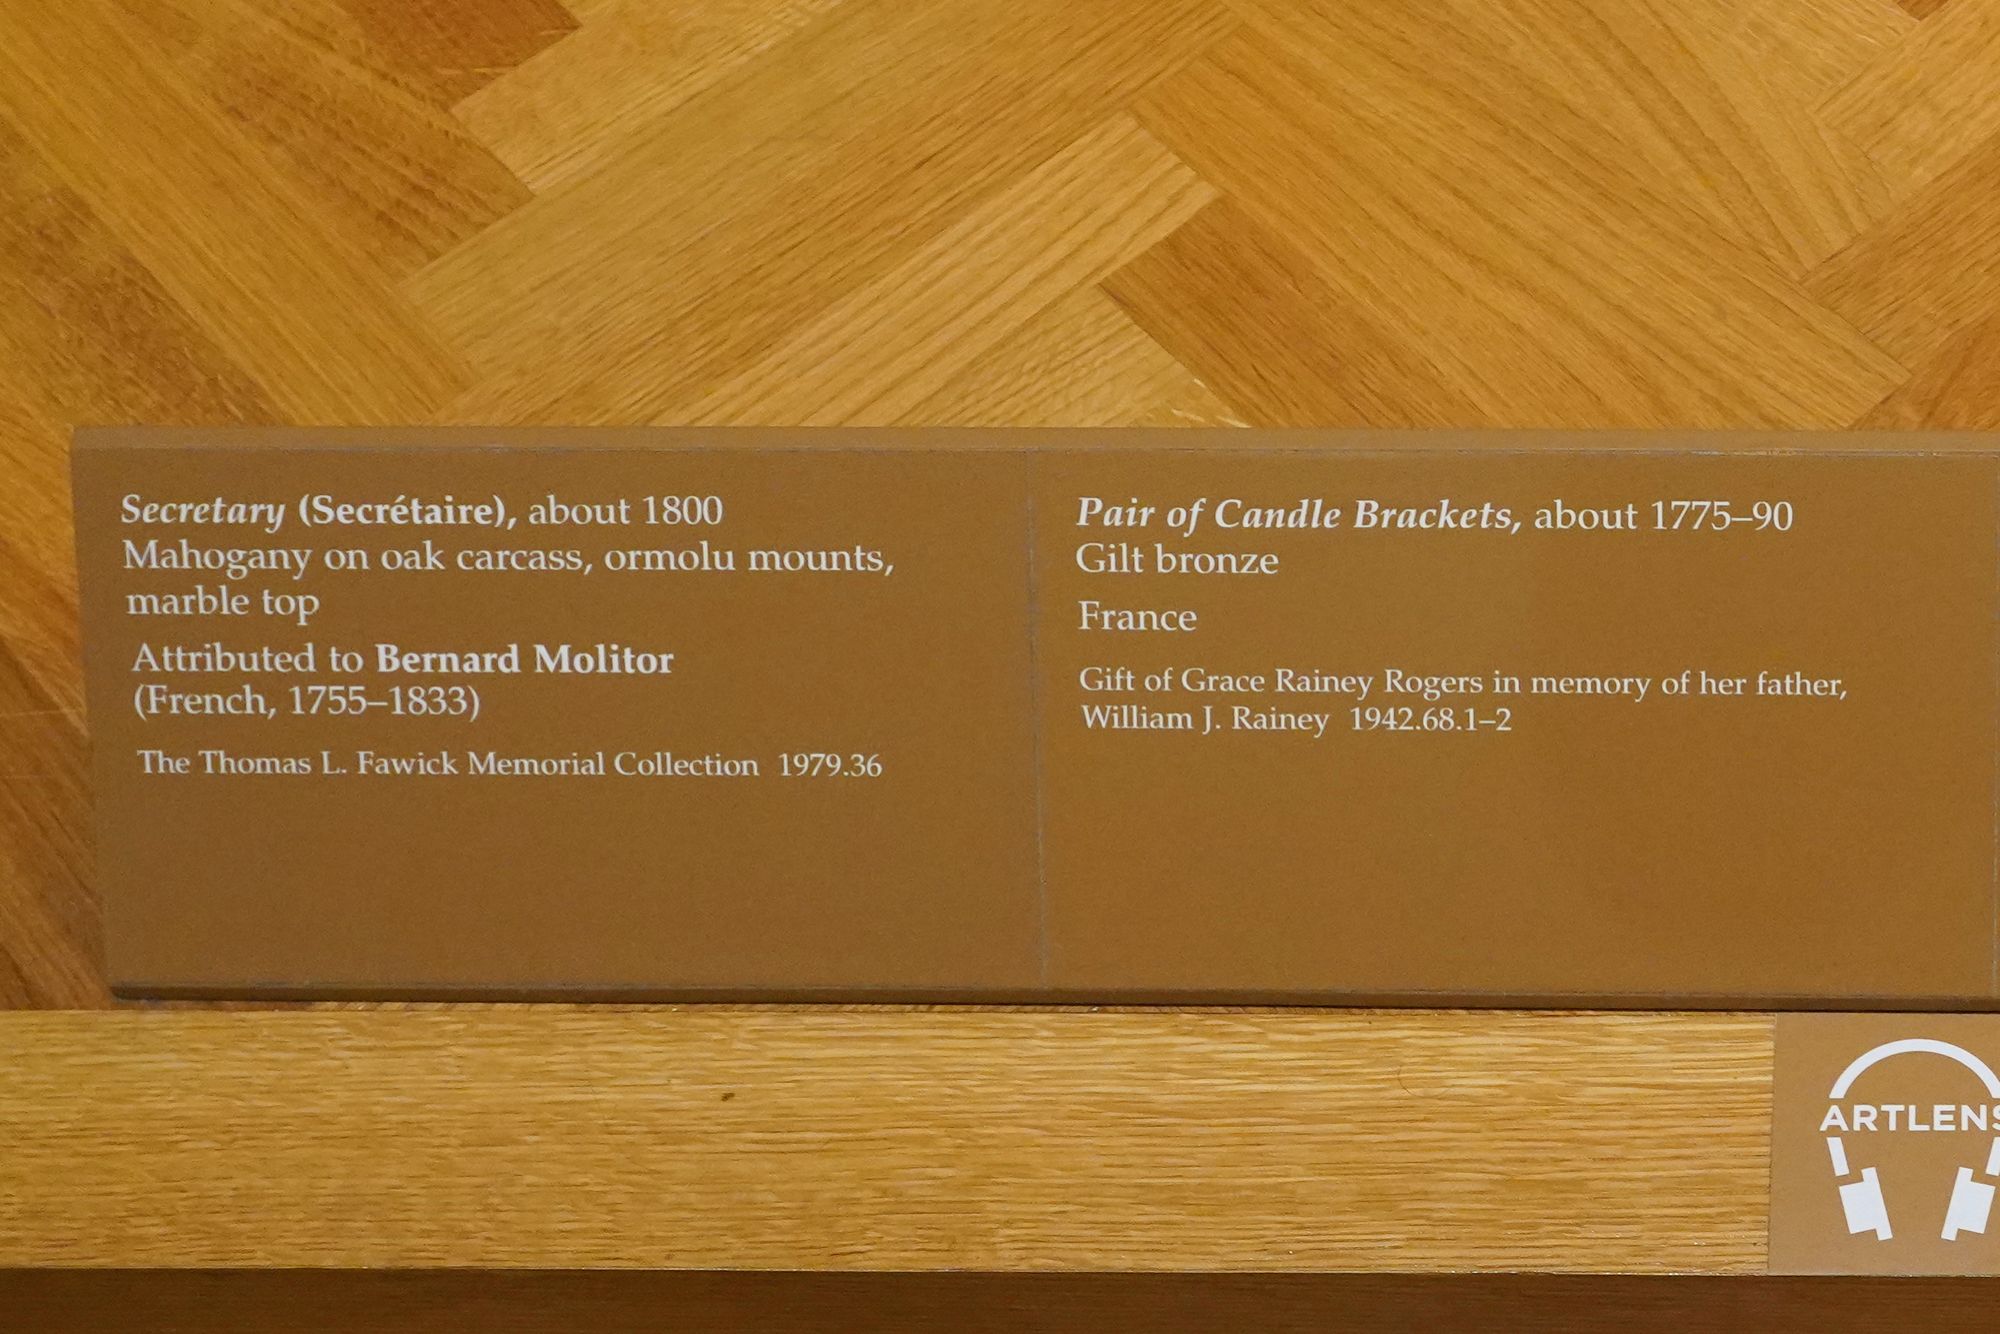 Secretary (Secrétaire), about 1800
Mahogany on oak carcass, ormolu mounts,
marble top
Attributed to Bernard Molitor
(French, 1755–1833)
The Thomas L. Fawick Memorial Collection 1979.36
Pair of Candle Brackets, about 1775–90
Gilt bronze
France
Gift of Grace Rainey Rogers in memory of her father,
William J. Rainey 1942.68.1–2
ARTLENS